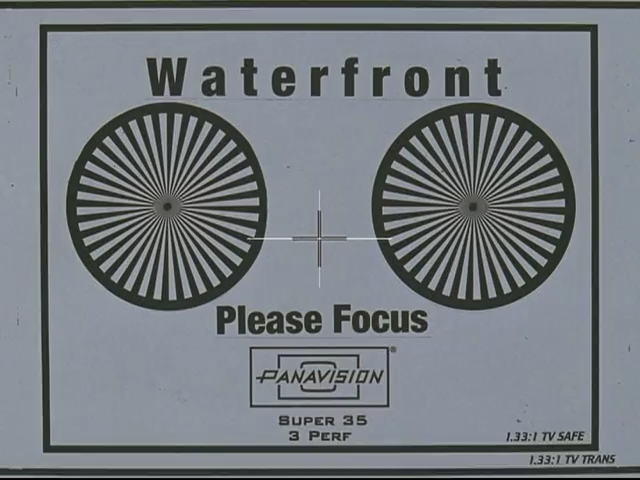 Waterfront
Please Focus
PANAVISION®
SUPER 35
3 PERF
1.33:1 TV SAFE
1.33:1 TV TRANS